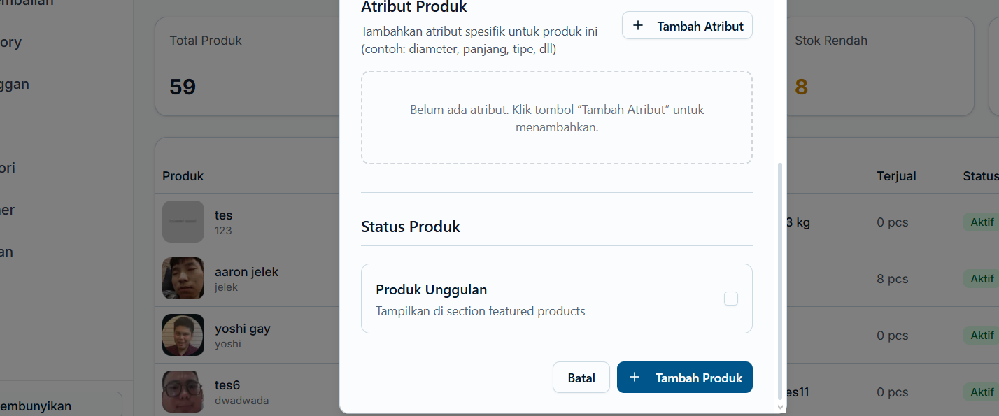 embalian
ory
ggan
ori
ner
an
embunyikan
Total Produk
59
Stok Rendah
8
Produk
Terjual
Status
tes
123
3 kg
0 pcs
Aktif
aaron jelek
jelek
8 pcs
Aktif
yoshi gay
yoshi
0 pcs
Aktif
tes6
dwadwada
es11
0 pcs
Aktif
Atribut Produk
+ Tambah Atribut
Tambahkan atribut spesifik untuk produk ini
(contoh: diameter, panjang, tipe, dll)
Belum ada atribut. Klik tombol “Tambah Atribut” untuk
menambahkan.
Status Produk
Produk Unggulan
Tampilkan di section featured products
Batal
+ Tambah Produk